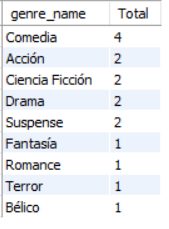 genre_name Total
Comedia 4
Acción 2
Ciencia Ficción 2
Drama 2
Suspense 2
Fantasía 1
Romance 1
Terror 1
Bélico 1